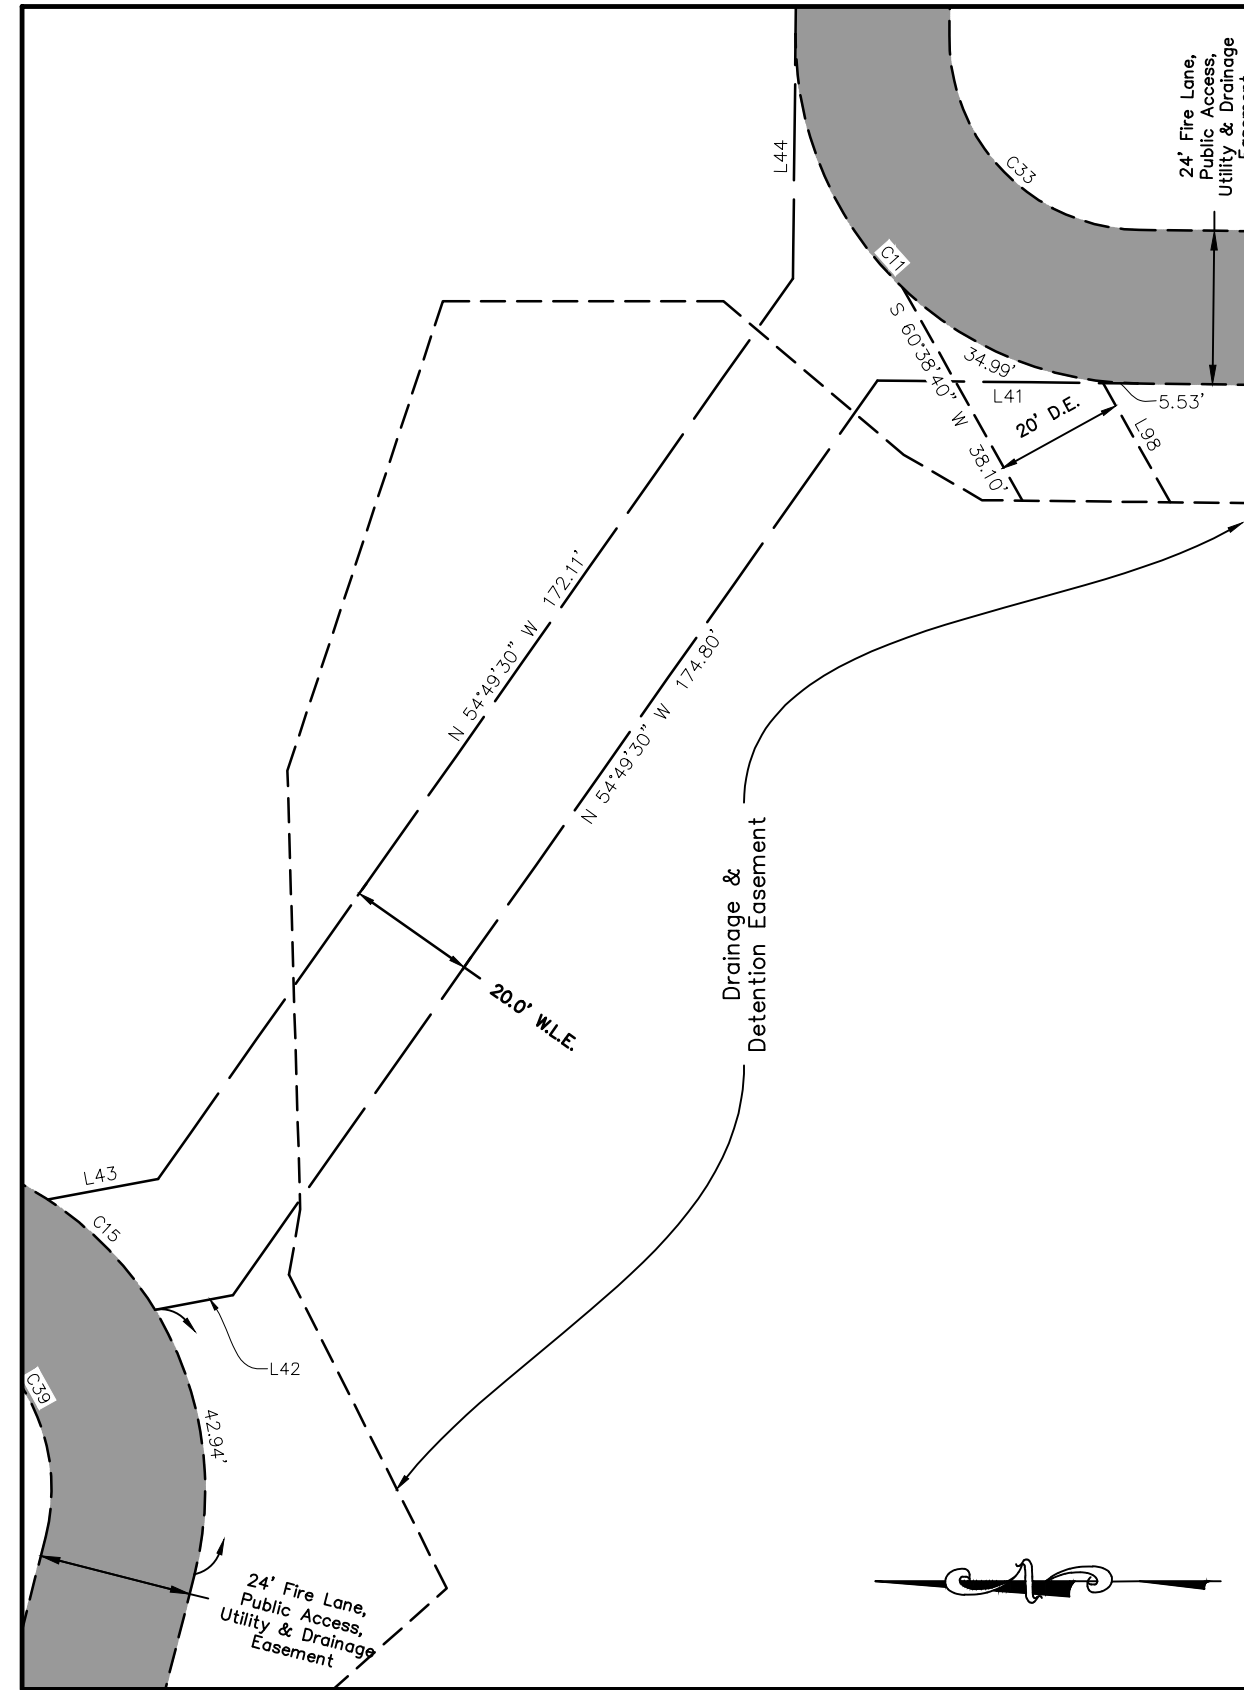 24' Fire Lane,
Public Access,
Utility & Drainage
C33
L44
C11
S 60°38'40" W 38.10'
34.99'
L41
5.53'
20' D.E.
L98
N 54°49'30" W 172.11'
N 54°49'30" W 174.80'
Drainage &
Detention Easement
20.0' W.L.E.
L43
C15
L42
C39
42.94'
24' Fire Lane,
Public Access,
Utility & Drainage
Easement
N